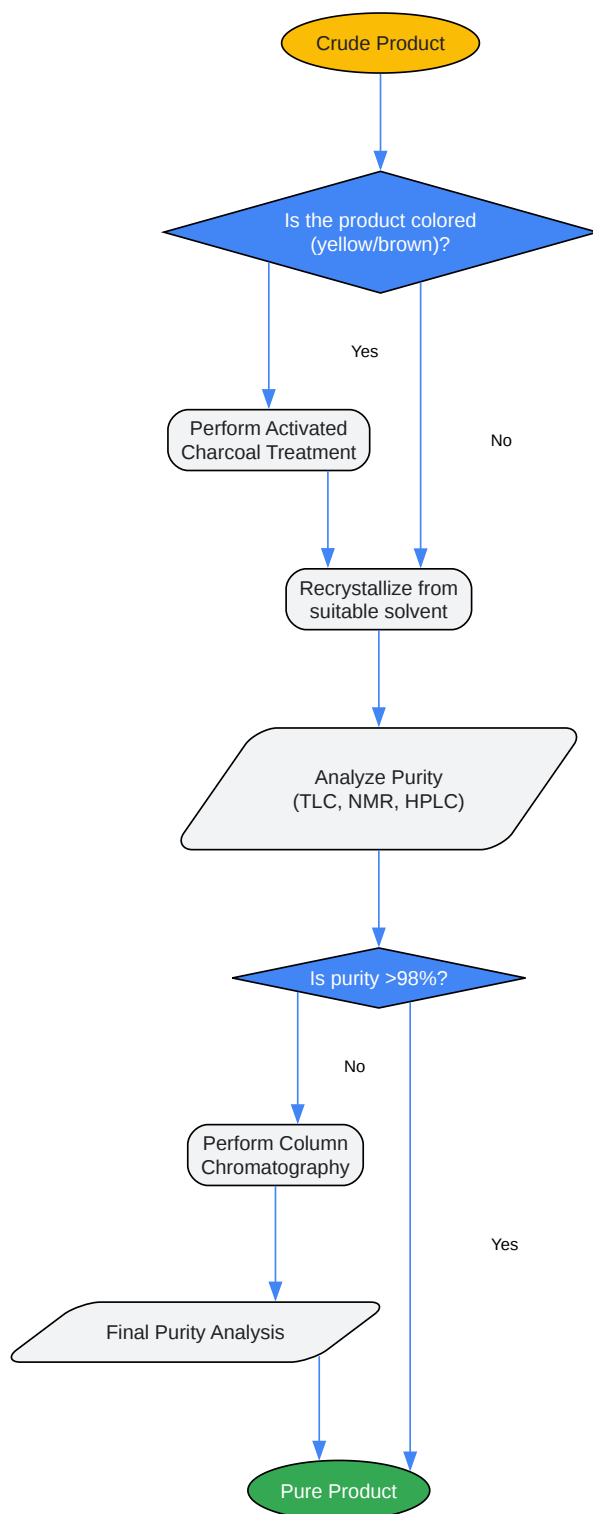 Crude Product
Is the product colored
(yellow/brown)?
Yes
Perform Activated
Charcoal Treatment
No
Recrystallize from
suitable solvent
Analyze Purity
(TLC, NMR, HPLC)
Is purity >98%?
No
Perform Column
Chromatography
Yes
Final Purity Analysis
Pure Product